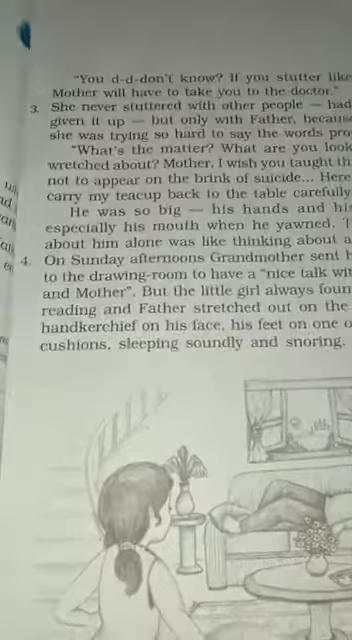 "You d-d-don't know? If you stutter like
Mother will have to take you to the doctor."
3. She never stuttered with other people — had
given it up — but only with Father, because
she was trying so hard to say the words pro
"What's the matter? What are you look
wretched about? Mother, I wish you taught th
not to appear on the brink of suicide... Here
carry my teacup back to the table carefully
He was so big — his hands and his
especially his mouth when he yawned. T
about him alone was like thinking about a
4. On Sunday afternoons Grandmother sent h
to the drawing-room to have a "nice talk wit
and Mother". But the little girl always foun
reading and Father stretched out on the
handkerchief on his face, his feet on one o
cushions, sleeping soundly and snoring.